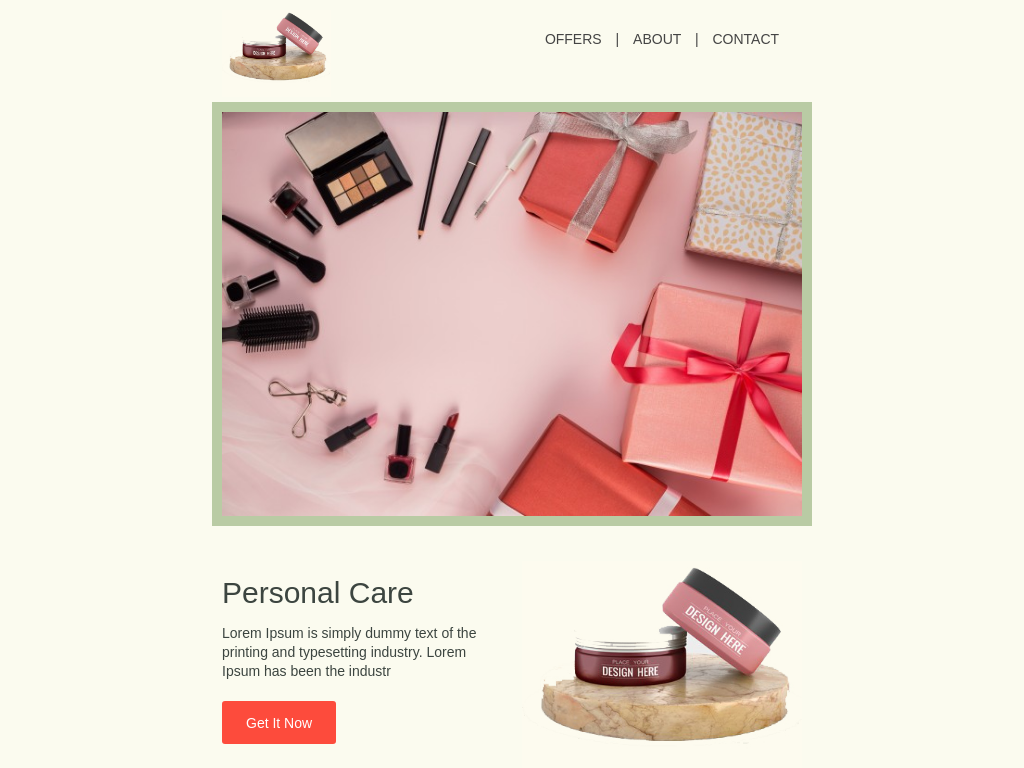 OFFERS | ABOUT | CONTACT
Personal Care
Lorem Ipsum is simply dummy text of the
printing and typesetting industry. Lorem
Ipsum has been the industr
Get It Now
PLACE YOUR
DESIGN HERE
PLACE YOUR
DESIGN HERE